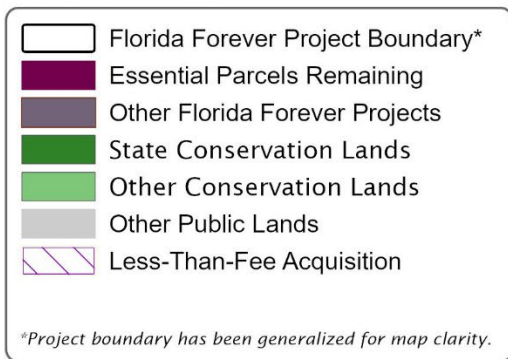 Florida Forever Project Boundary*
Essential Parcels Remaining
Other Florida Forever Projects
State Conservation Lands
Other Conservation Lands
Other Public Lands
Less-Than-Fee Acquisition
*Project boundary has been generalized for map clarity.